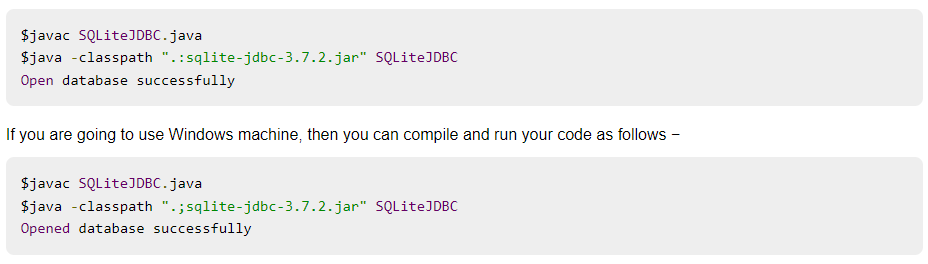 $javac SQLiteJDBC.java
$java -classpath ".:sqlite-jdbc-3.7.2.jar" SQLiteJDBC
Open database successfully
If you are going to use Windows machine, then you can compile and run your code as follows −
$javac SQLiteJDBC.java
$java -classpath ".;sqlite-jdbc-3.7.2.jar" SQLiteJDBC
Opened database successfully